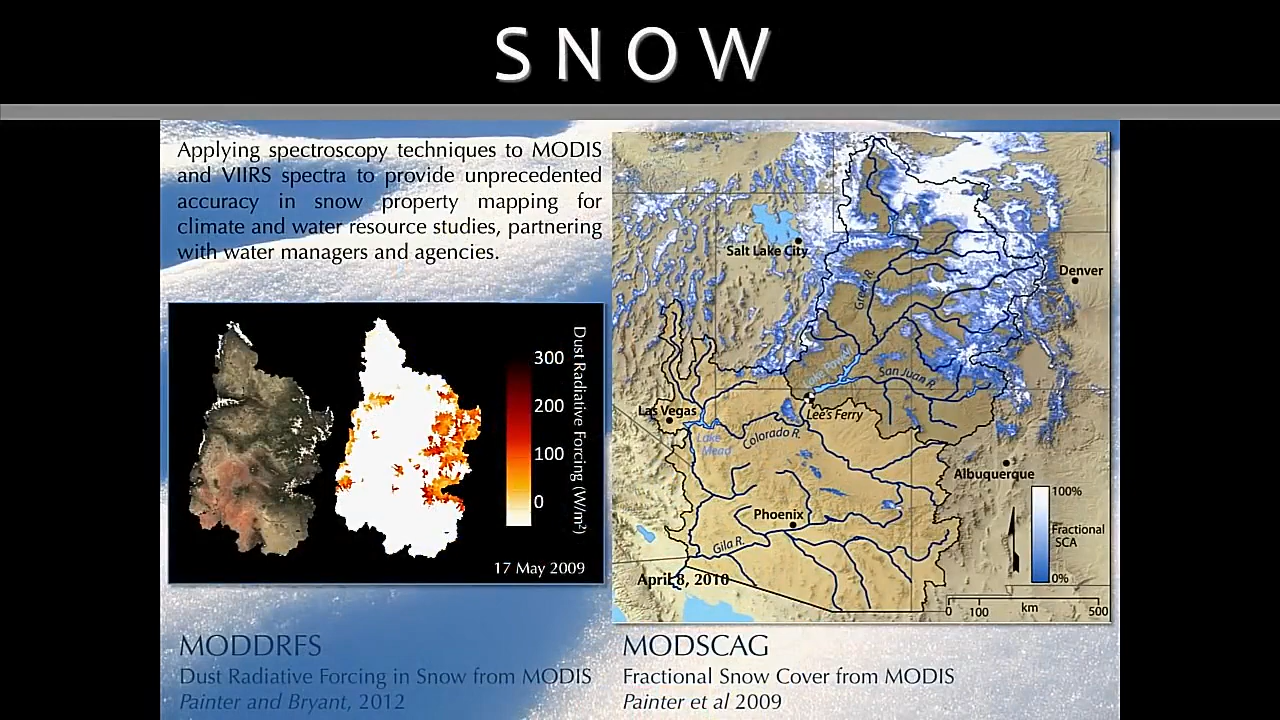 SNOW
Applying spectroscopy techniques to MODIS
and VIIRS spectra to provide unprecedented
accuracy in snow property mapping for
climate and water resource studies, partnering
with water managers and agencies.
300
200
100
0
Dust Radiative Forcing (W/m²)
17 May 2009
MODDRFS
Dust Radiative Forcing in Snow from MODIS
Painter and Bryant, 2012
Salt Lake City
Denver
Green R.
Lake Powell
San Juan R.
Las Vegas
Lee's Ferry
Lake
Mead
Colorado R.
Albuquerque
Phoenix
Gila R.
100%
Fractional
SCA
0%
April 8, 2010
0 100 km 500
MODSCAG
Fractional Snow Cover from MODIS
Painter et al 2009